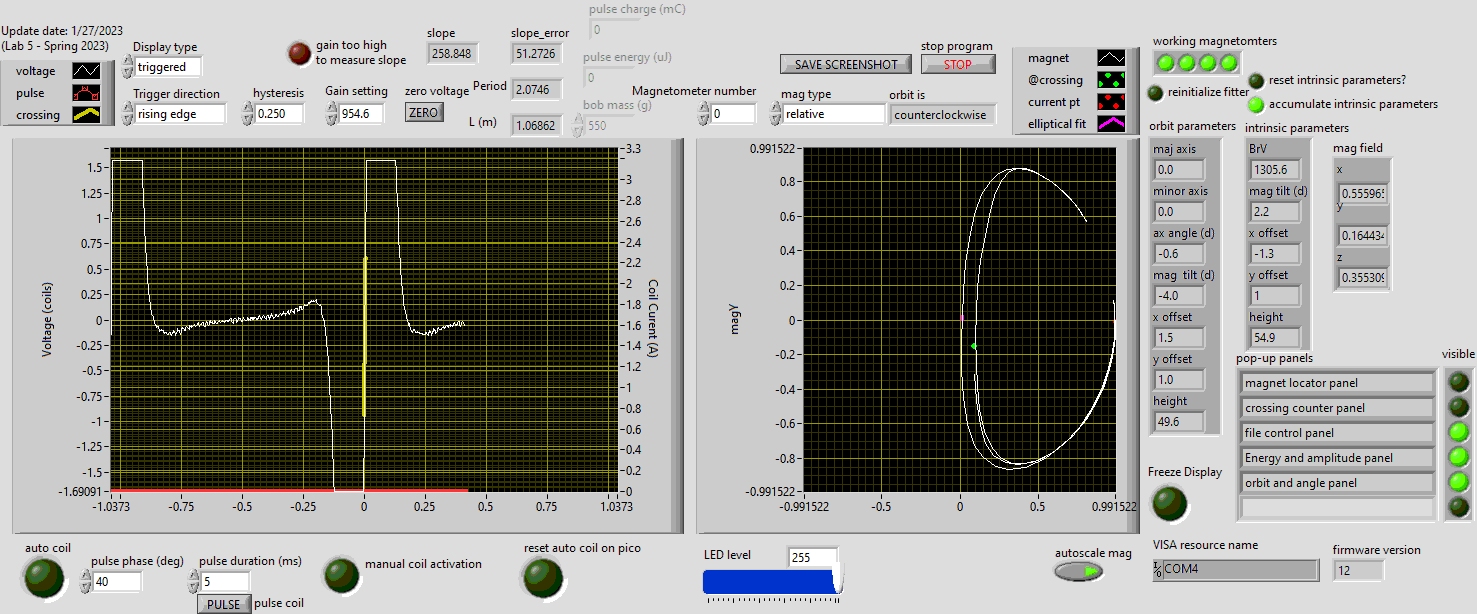 Update date: 1/27/2023
(Lab 5 - Spring 2023)
voltage
pulse
crossing
Display type
triggered
Trigger direction
rising edge
gain too high
to measure slope
hysteresis
0.250
Gain setting
954.6
zero voltage
ZERO
slope
258.848
slope_error
51.2726
Period
2.0746
L (m)
1.06862
pulse charge (mC)
0
pulse energy (uJ)
0
bob mass (g)
550
Magnetometer number
0
SAVE SCREENSHOT
stop program
STOP
mag type
relative
orbit is
counterclockwise
magnet
@crossing
current pt
elliptical fit
working magnetomters
reset intrinsic parameters?
reinitialize fitter
accumulate intrinsic parameters
orbit parameters
maj axis
0.0
minor axis
0.0
ax angle (d)
-0.6
mag tilt (d)
-4.0
x offset
1.5
y offset
1.0
height
49.6
intrinsic parameters
BrV
1305.6
mag tilt (d)
2.2
x offset
-1.3
y offset
1
height
54.9
mag field
x
0.55596
y
0.16443
z
0.35530
Voltage (coils)
1.5
1.25
1
0.75
0.5
0.25
0
-0.25
-0.5
-0.75
-1
-1.25
-1.5
-1.69091
-1.0373
-0.75
-0.5
-0.25
0
0.25
0.5
0.75
1.0373
3.3
3
2.8
2.6
2.4
2.2
2
1.8
1.6
1.4
1.2
1
0.8
0.6
0.4
0.2
0
Coil Current (A)
magy
0.991522
0.8
0.6
0.4
0.2
0
-0.2
-0.4
-0.6
-0.8
-0.991522
-0.991522
-0.5
0
0.5
0.991522
pop-up panels
visible
magnet locator panel
crossing counter panel
file control panel
Energy and amplitude panel
orbit and angle panel
Freeze Display
auto coil
pulse phase (deg)
40
pulse duration (ms)
5
PULSE pulse coil
manual coil activation
reset auto coil on pico
LED level
255
autoscale mag
VISA resource name
COM4
firmware version
12